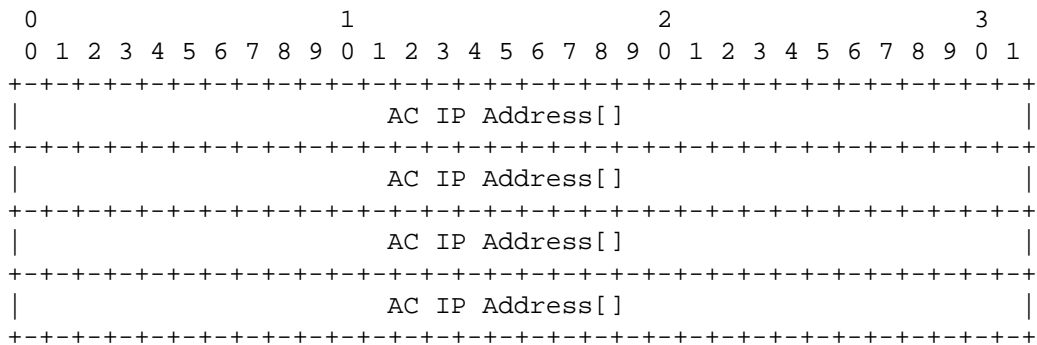 0                   1                   2                   3
 0 1 2 3 4 5 6 7 8 9 0 1 2 3 4 5 6 7 8 9 0 1 2 3 4 5 6 7 8 9 0 1
+-+-+-+-+-+-+-+-+-+-+-+-+-+-+-+-+-+-+-+-+-+-+-+-+-+-+-+-+-+-+-+-+
|                       AC IP Address[]                         |
+-+-+-+-+-+-+-+-+-+-+-+-+-+-+-+-+-+-+-+-+-+-+-+-+-+-+-+-+-+-+-+-+
|                       AC IP Address[]                         |
+-+-+-+-+-+-+-+-+-+-+-+-+-+-+-+-+-+-+-+-+-+-+-+-+-+-+-+-+-+-+-+-+
|                       AC IP Address[]                         |
+-+-+-+-+-+-+-+-+-+-+-+-+-+-+-+-+-+-+-+-+-+-+-+-+-+-+-+-+-+-+-+-+
|                       AC IP Address[]                         |
+-+-+-+-+-+-+-+-+-+-+-+-+-+-+-+-+-+-+-+-+-+-+-+-+-+-+-+-+-+-+-+-+